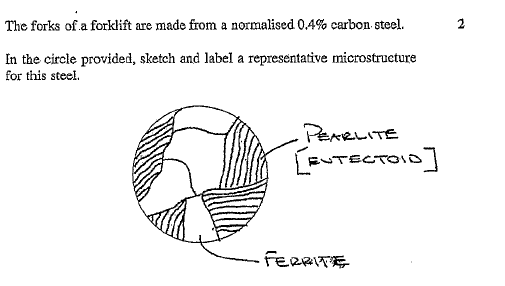 The forks of a forklift are made from a normalised 0.4% carbon steel. 2
In the circle provided, sketch and label a representative microstructure
for this steel.
PEARLITE
[EUTECTOID]
FERRITE